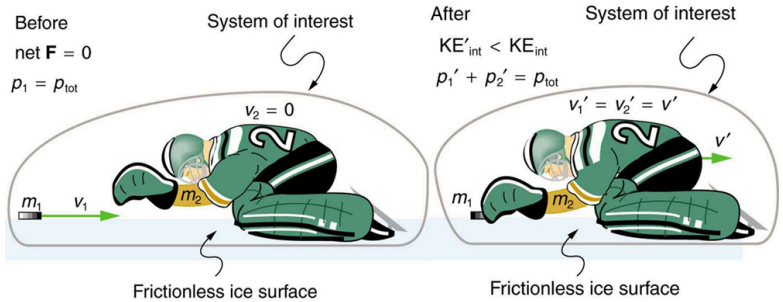 Before
net F = 0
p₁ = pₜₒₜ
System of interest
v₂ = 0
2
m₁
v₁
m₂
Frictionless ice surface
After
KE′ᵢₙₜ < KEᵢₙₜ
p₁′ + p₂′ = pₜₒₜ
System of interest
v₁′ = v₂′ = v′
2
v′
m₁
m₂
Frictionless ice surface